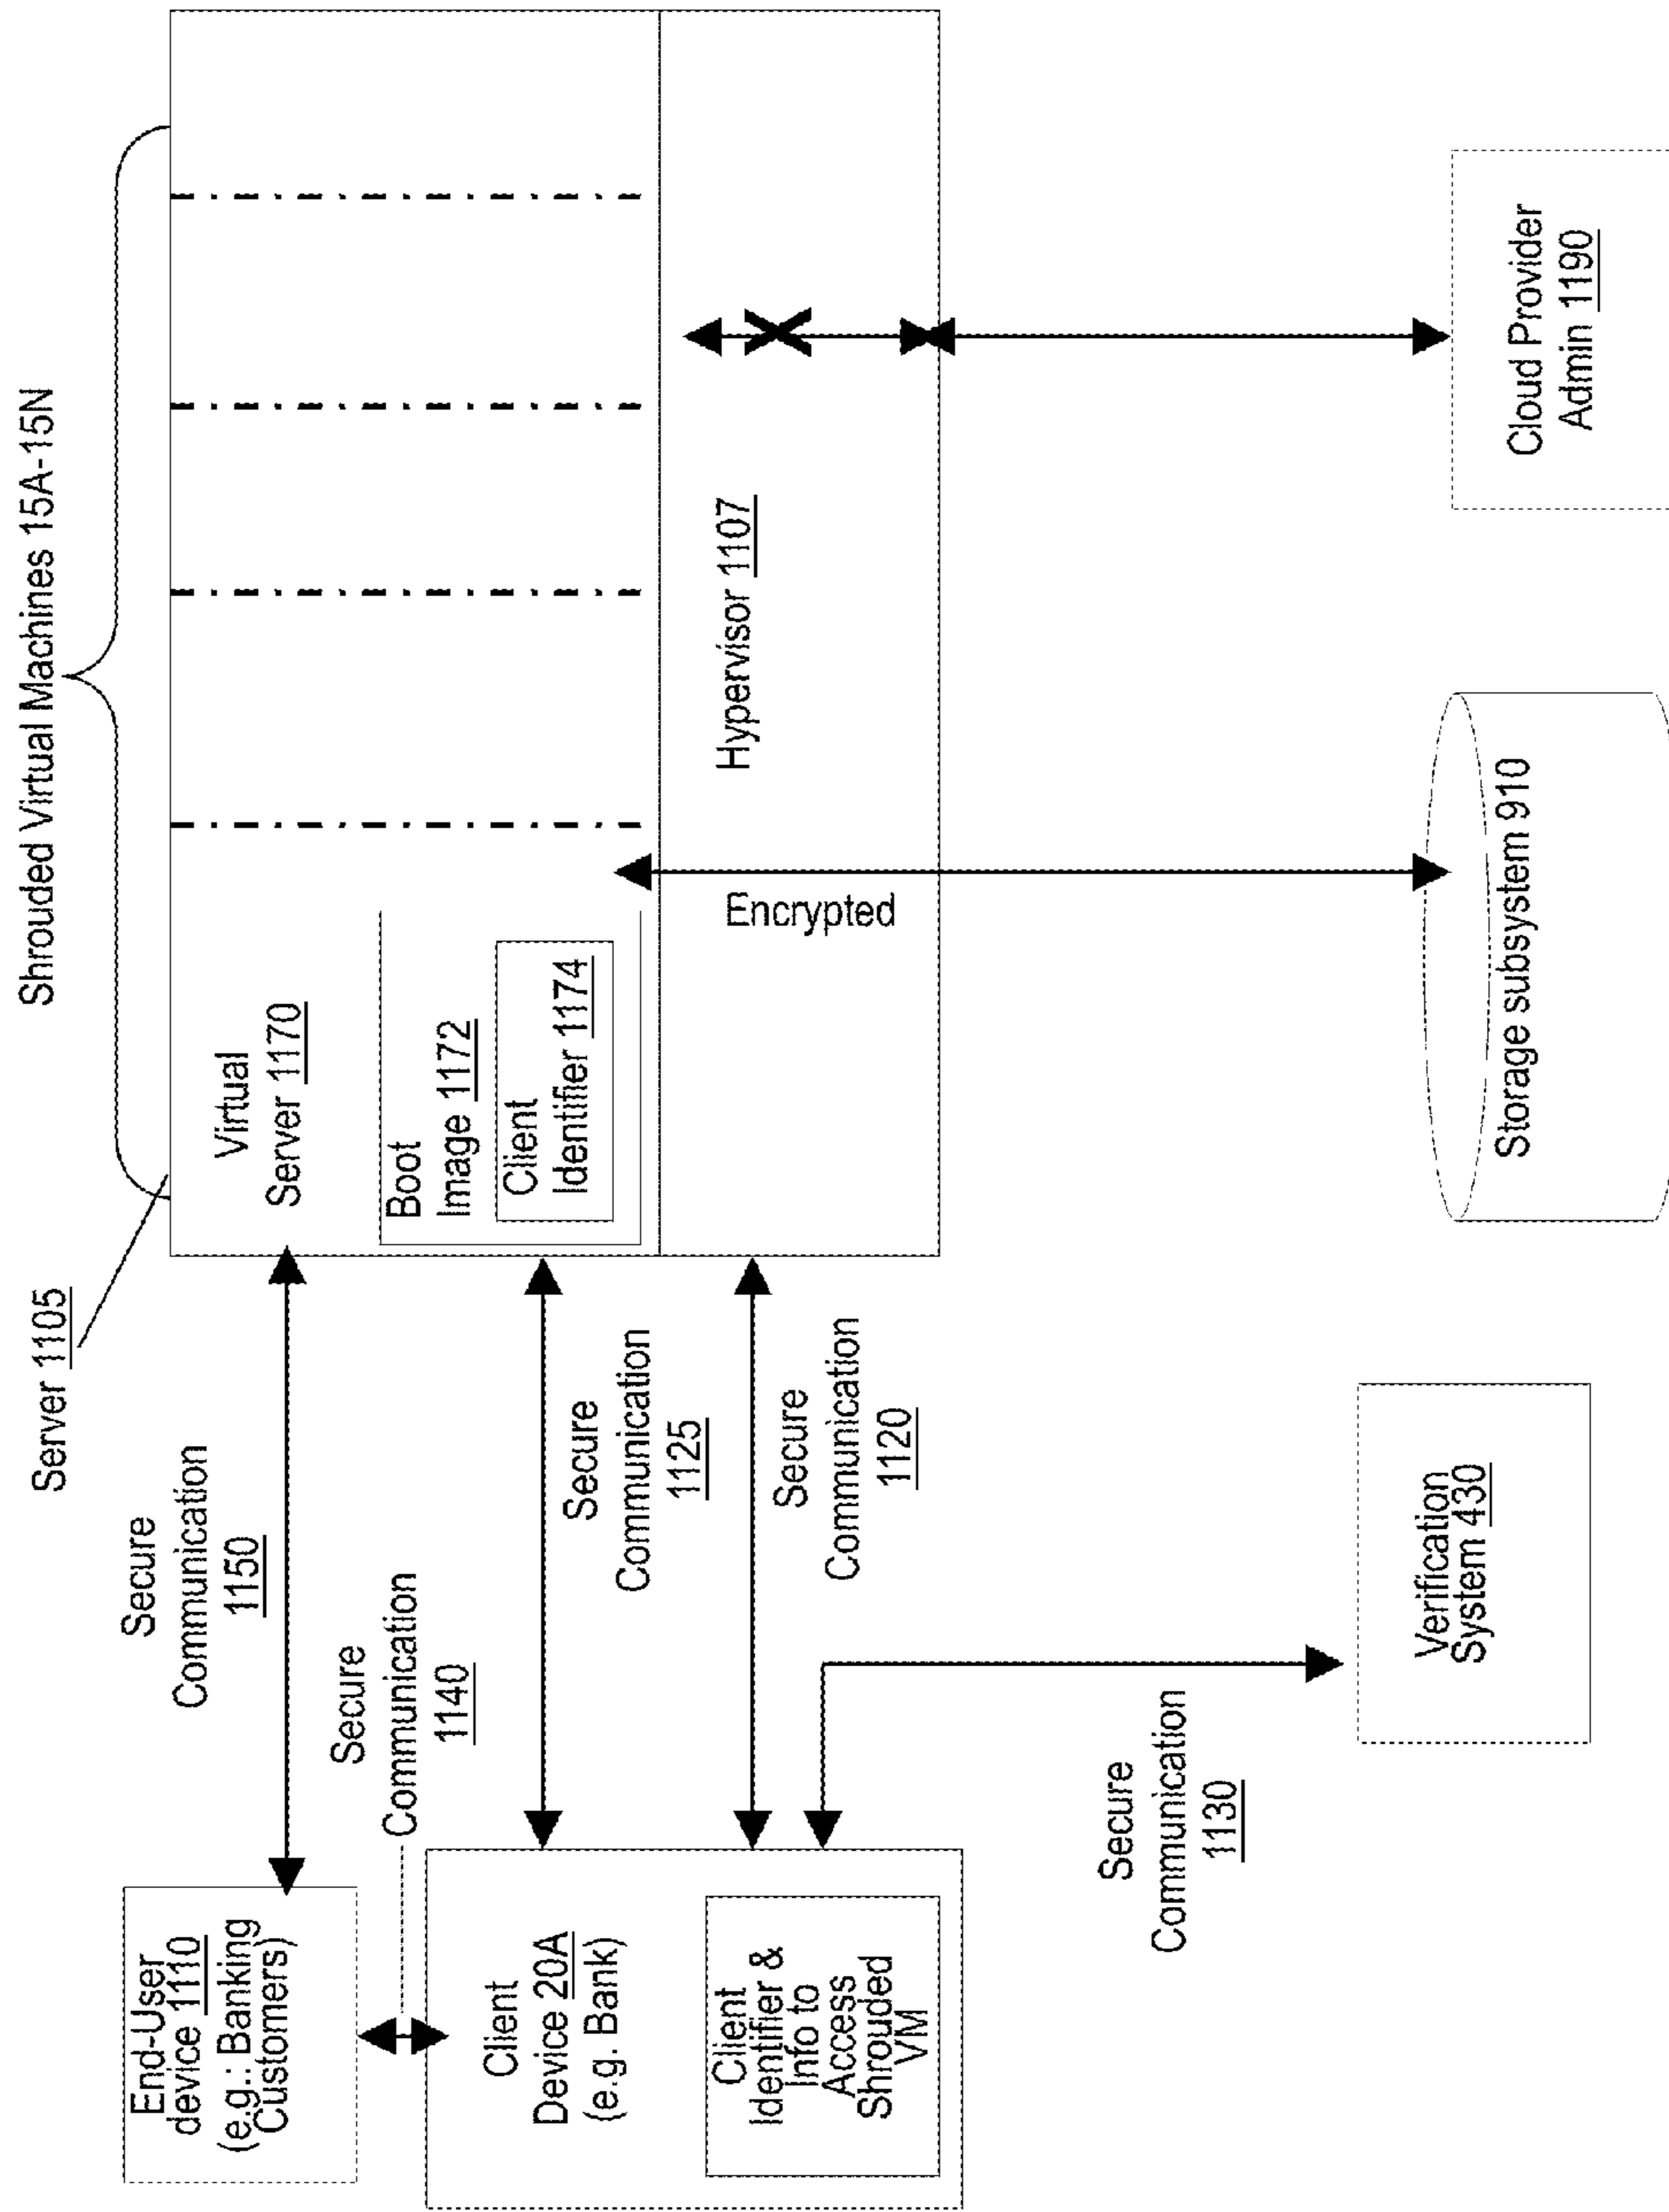 Shrouded Virtual Machines 15A-15N
Server 1105
End-User
device 1110
(e.g.: Banking
Customers)
Secure
Communication
1150
Virtual
Server 1170
Secure
Communication
1140
Client
Device 20A
(e.g. Bank)
Secure
Communication
1125
Boot
Image 1172
Client
Identifier 1174
Client
Identifier &
Info to
Access
Shrouded
VM
Secure
Communication
1120
Encrypted
Hypervisor 1107
Secure
Communication
1130
Verification
System 430
Storage subsystem 910
Cloud Provider
Admin 1190